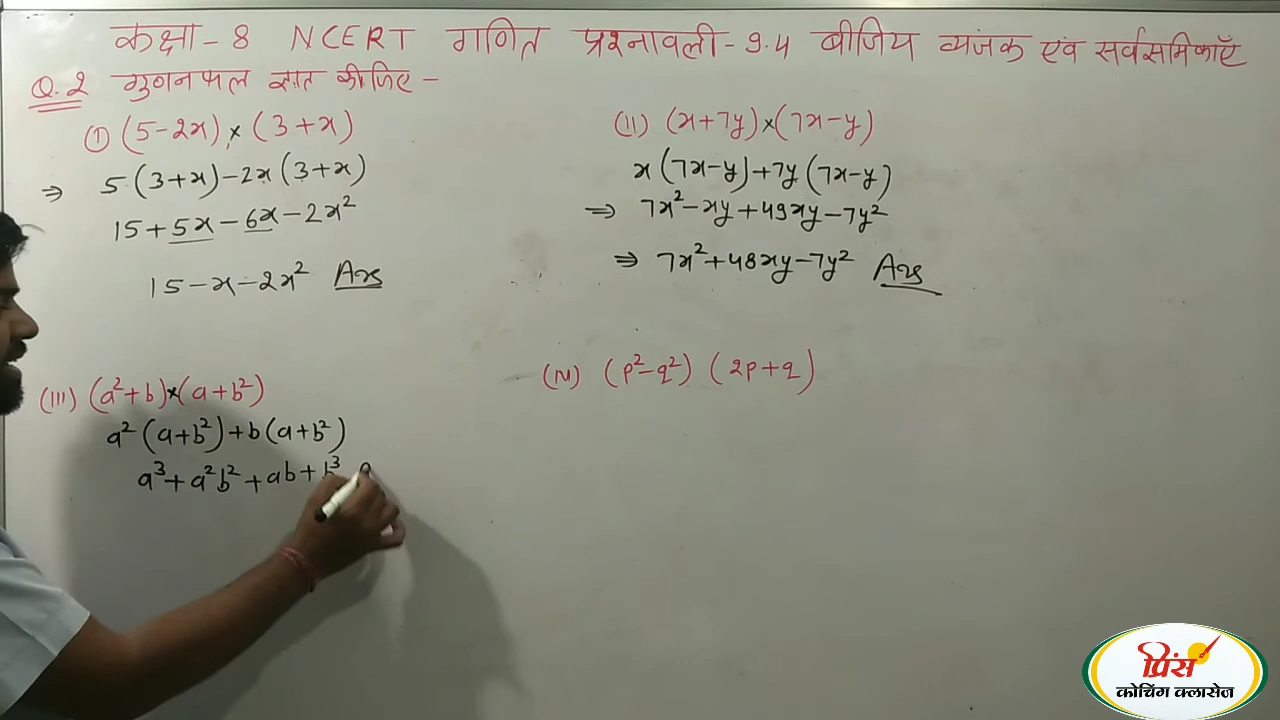 कक्षा - 8 NCERT गणित प्रश्नावली - 9.4 बीजिय व्यंजक एवं सर्वसमिकाएँ
Q.2 गुणनफल ज्ञात कीजिए -
(I) (5-2x) × (3+x)
⇒ 5(3+x)-2x(3+x)
15+5x-6x-2x²
15-x-2x² Ans
(II) (x+7y)×(7x-y)
x(7x-y)+7y(7x-y)
⇒ 7x²-xy+49xy-7y²
⇒ 7x²+48xy-7y² Ans
(III) (a²+b)×(a+b²)
a²(a+b²)+b(a+b²)
a³+a²b²+ab+b³
(IV) (p²-q²) (2p+q)
प्रिंस
कोचिंग क्लासेज